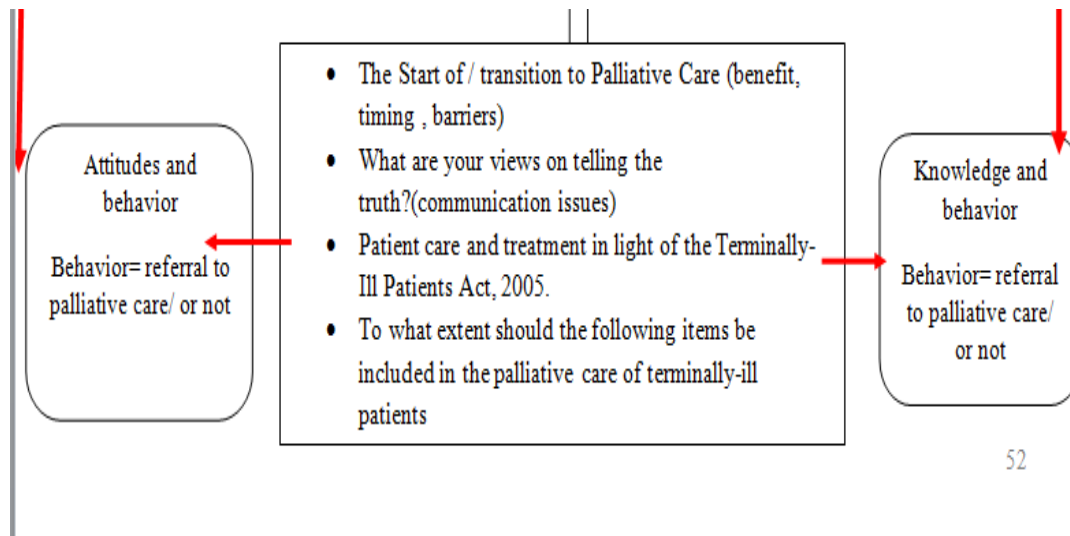 Attitudes and
behavior
Behavior= referral to
palliative care/ or not
• The Start of / transition to Palliative Care (benefit,
timing , barriers)
• What are your views on telling the
truth?(communication issues)
• Patient care and treatment in light of the Terminally-
Ill Patients Act, 2005.
• To what extent should the following items be
included in the palliative care of terminally-ill
patients
Knowledge and
behavior
Behavior= referral
to palliative care/
or not
52